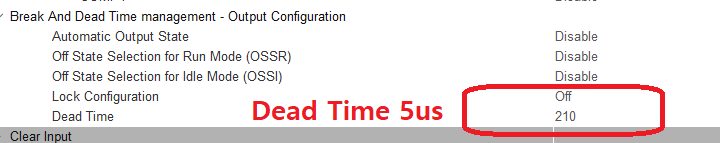 Break And Dead Time management - Output Configuration
Automatic Output State Disable
Off State Selection for Run Mode (OSSR) Disable
Off State Selection for Idle Mode (OSSI) Disable
Lock Configuration Off
Dead Time 210
Dead Time 5us
Clear Input